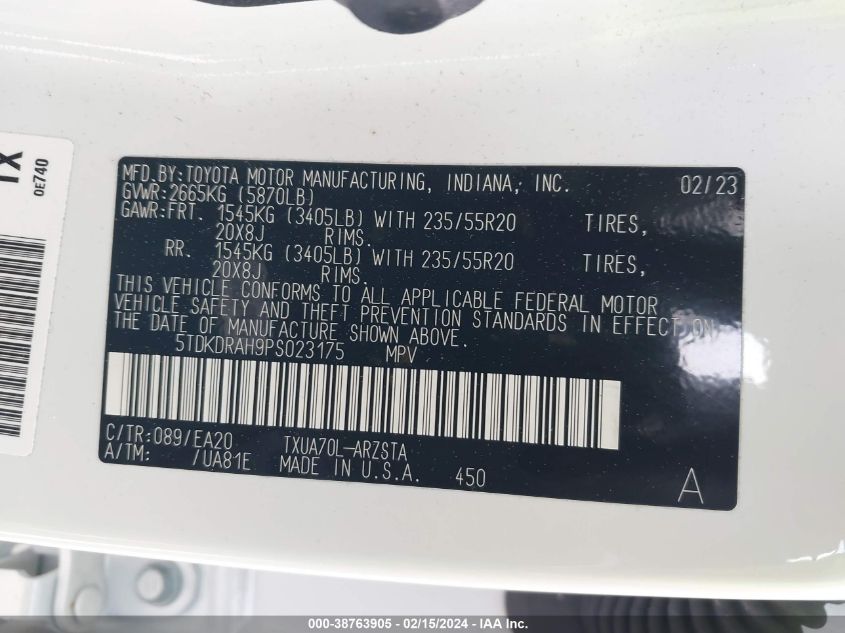 MFD.BY:TOYOTA MOTOR MANUFACTURING, INDIANA, INC. 02/23
GVWR:2665KG (5870LB)
GAWR:FRT. 1545KG (3405LB) WITH 235/55R20 TIRES,
20X8J RIMS.
RR. 1545KG (3405LB) WITH 235/55R20 TIRES,
20X8J RIMS.
THIS VEHICLE CONFORMS TO ALL APPLICABLE FEDERAL MOTOR
VEHICLE SAFETY AND THEFT PREVENTION STANDARDS IN EFFECT ON
THE DATE OF MANUFACTURE SHOWN ABOVE.
5TDKDRAH9PS023175 MPV
C/TR:089/EA20 TXUA70L-ARZSTA
A/TM: /UA81E MADE IN U.S.A. 450
A
TX
0E740
000-38763905 - 02/15/2024 - IAAI Inc.